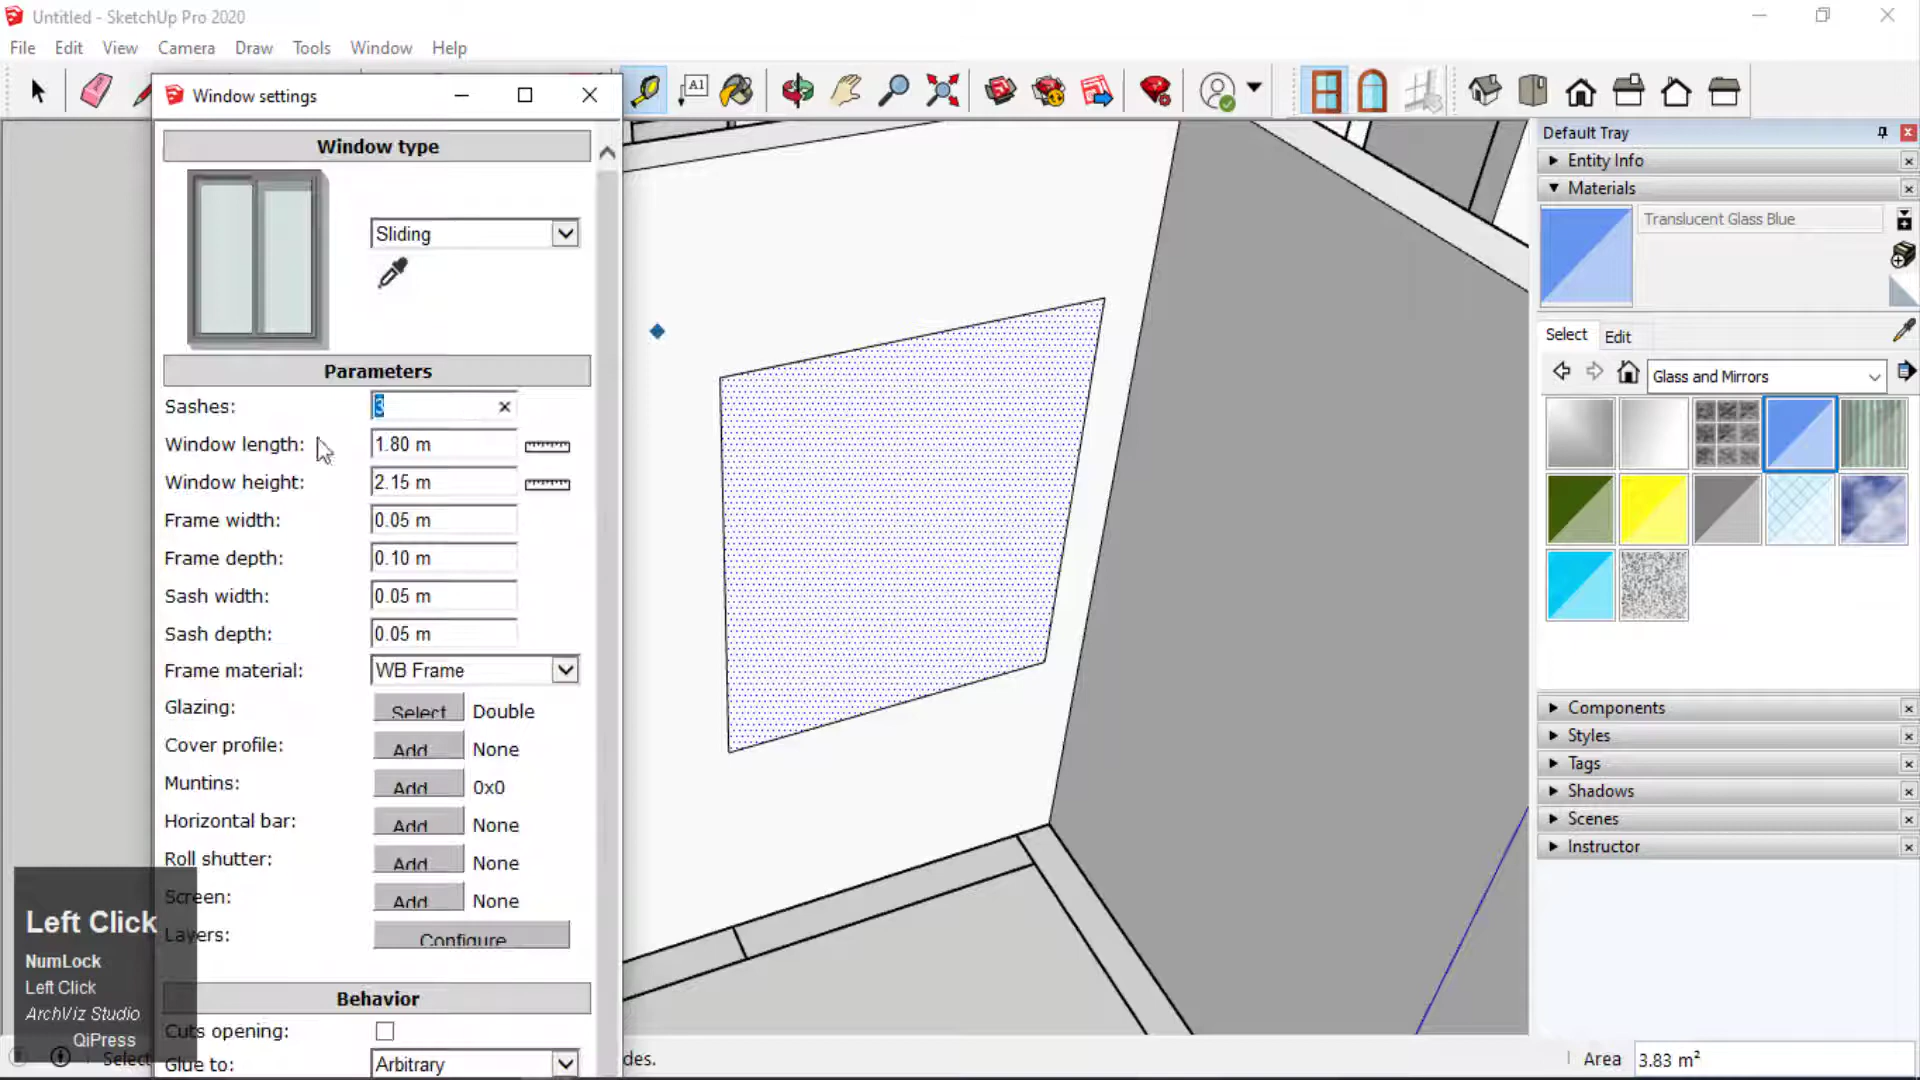 Untitled - SketchUp Pro 2020
File Edit View Camera Draw Tools Window Help
A1
Window settings
Window type
Sliding
Parameters
Sashes: 3
Window length: 1.80 m
Window height: 2.15 m
Frame width: 0.05 m
Frame depth: 0.10 m
Sash width: 0.05 m
Sash depth: 0.05 m
Frame material: WB Frame
Glazing: Select Double
Cover profile: Add None
Muntins: Add 0x0
Horizontal bar: Add None
Roll shutter: Add None
Screen: Add None
Layers: Configure
Behavior
Cuts opening:
Glue to: Arbitrary
Left Click
NumLock
Left Click
ArchViz Studio
QiPress
Select
des.
Default Tray
Entity Info
Materials
Translucent Glass Blue
Select Edit
Glass and Mirrors
Components
Styles
Tags
Shadows
Scenes
Instructor
Area 3.83 m²